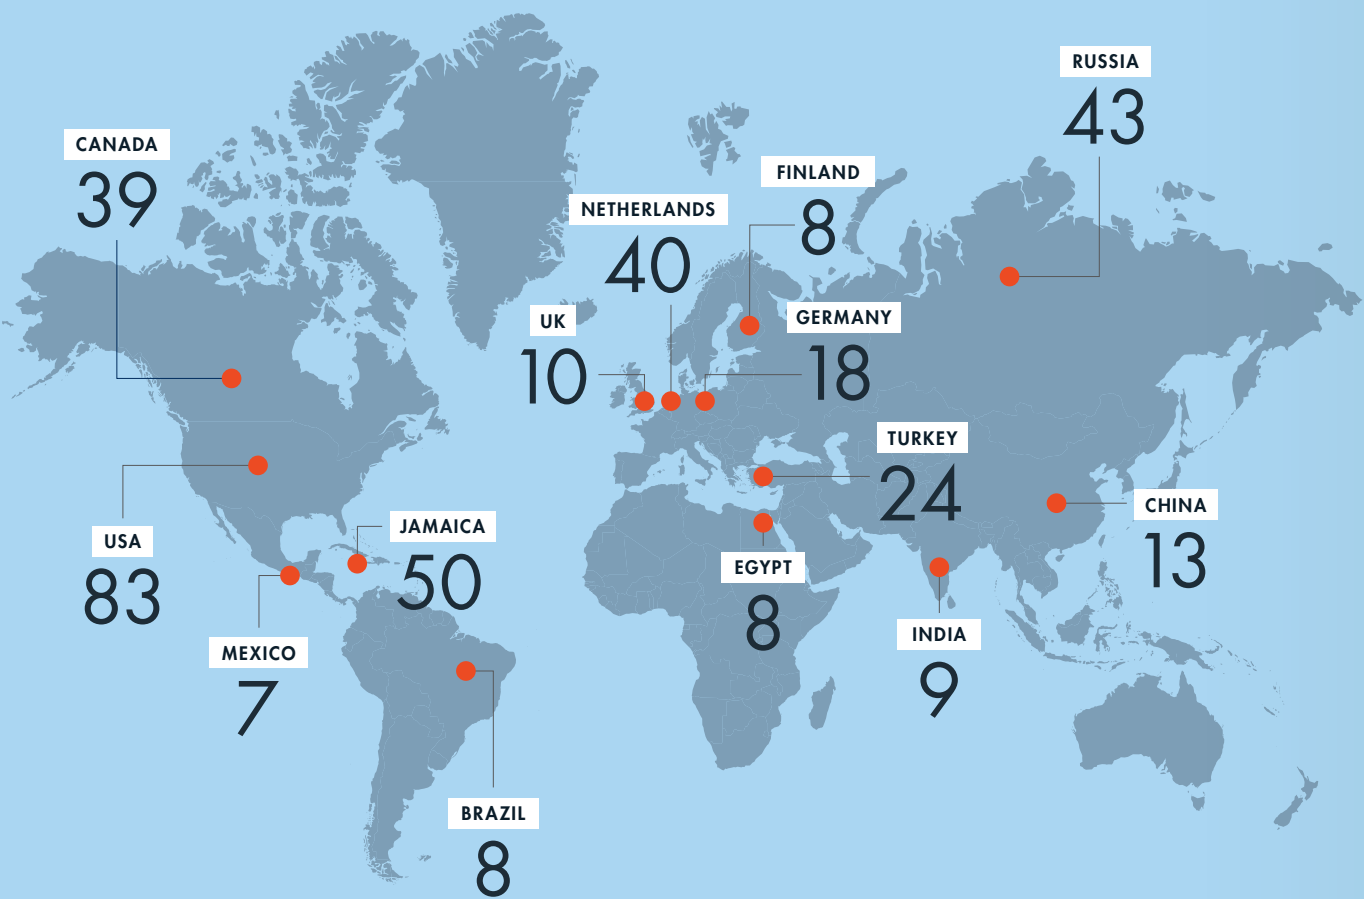 RUSSIA
43
CANADA
39
FINLAND
8
NETHERLANDS
40
UK
10
GERMANY
18
TURKEY
24
CHINA
13
JAMAICA
50
USA
83
EGYPT
8
INDIA
9
MEXICO
7
BRAZIL
8